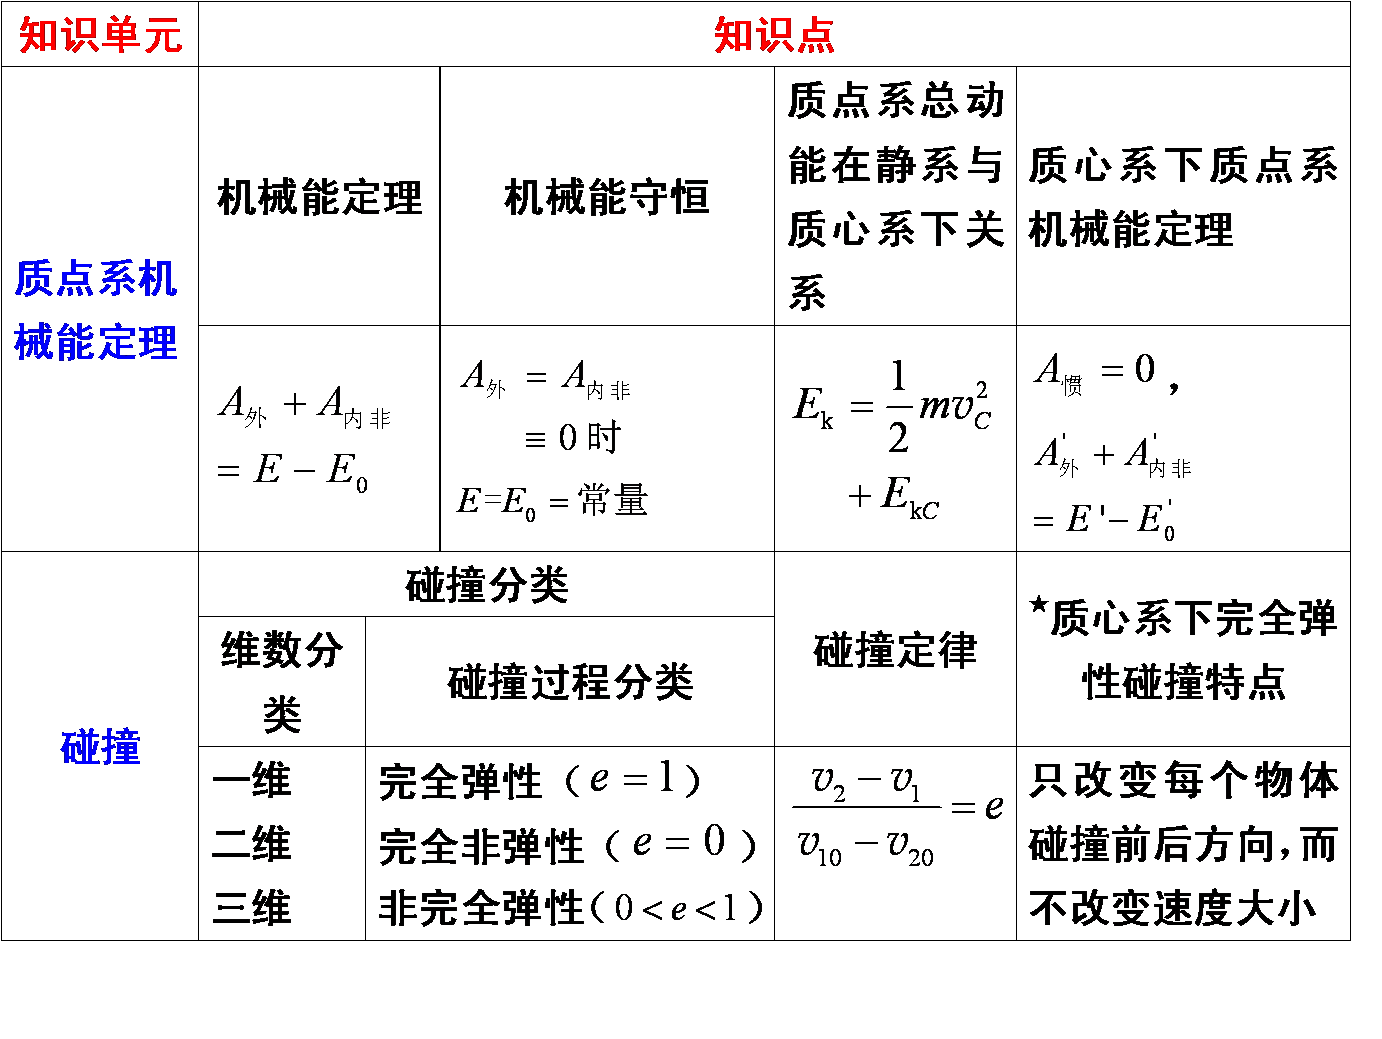 知识单元
知识点
质点系机
械能定理
机械能定理
机械能守恒
质点系总动
能在静系与
质心系下关
系
质心系下质点系
机械能定理
A外 + A内非
= E − E0
A外 = A内非
≡ 0 时
E=E0 = 常量
Ek = 1/2 mvC²
+ EkC
A惯 = 0，
A'外 + A'内非
= E' − E'0
碰撞
碰撞分类
维数分
类
碰撞过程分类
碰撞定律
★质心系下完全弹
性碰撞特点
一维
二维
三维
完全弹性（e = 1）
完全非弹性（e = 0）
非完全弹性（0 < e < 1）
(v2 − v1)/(v10 − v20) = e
只改变每个物体
碰撞前后方向，而
不改变速度大小